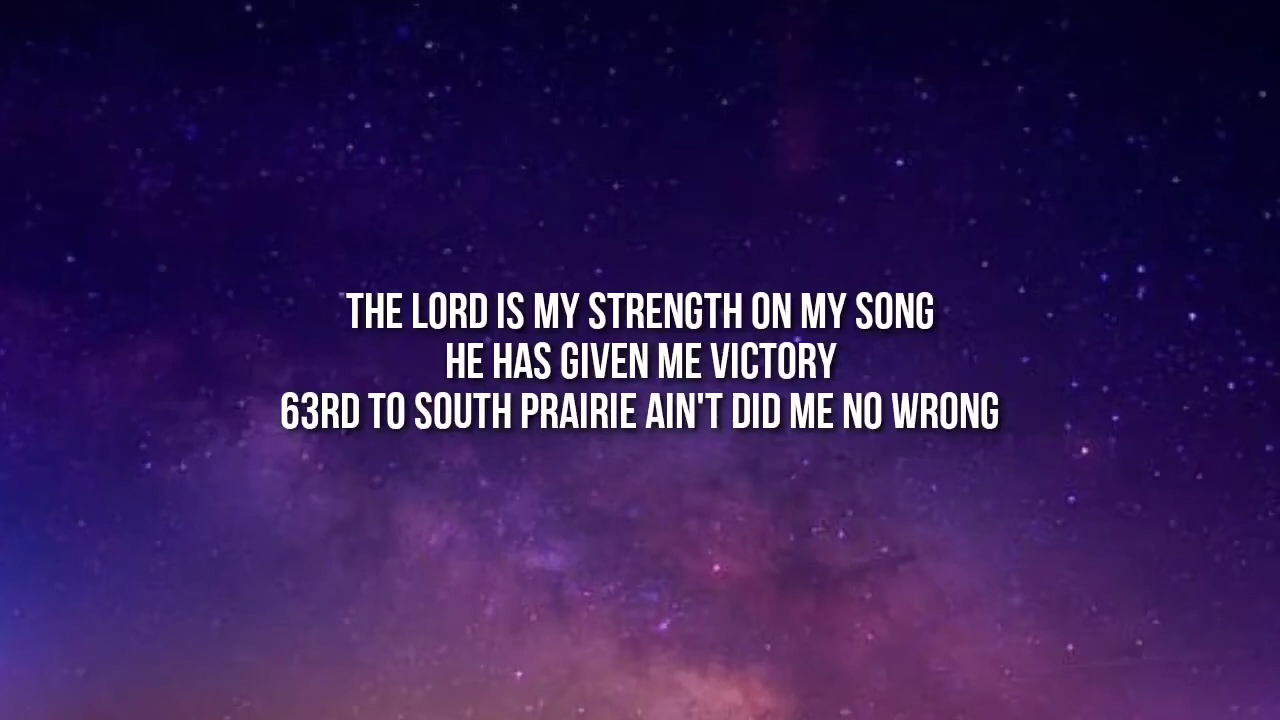 THE LORD IS MY STRENGTH ON MY SONG
HE HAS GIVEN ME VICTORY
63RD TO SOUTH PRAIRIE AIN'T DID ME NO WRONG